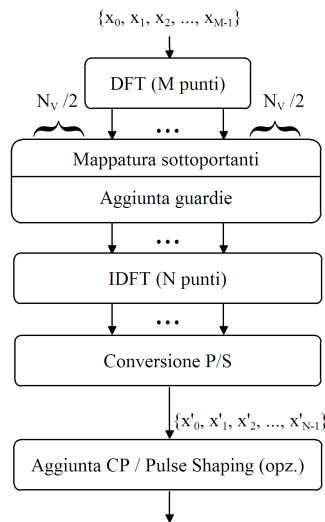 {x0, x1, x2, ..., xM-1}
DFT (M punti)
NV /2 ... NV /2
Mappatura sottoportanti
Aggiunta guardie
...
IDFT (N punti)
...
Conversione P/S
{x'0, x'1, x'2, ..., x'N-1}
Aggiunta CP / Pulse Shaping (opz.)